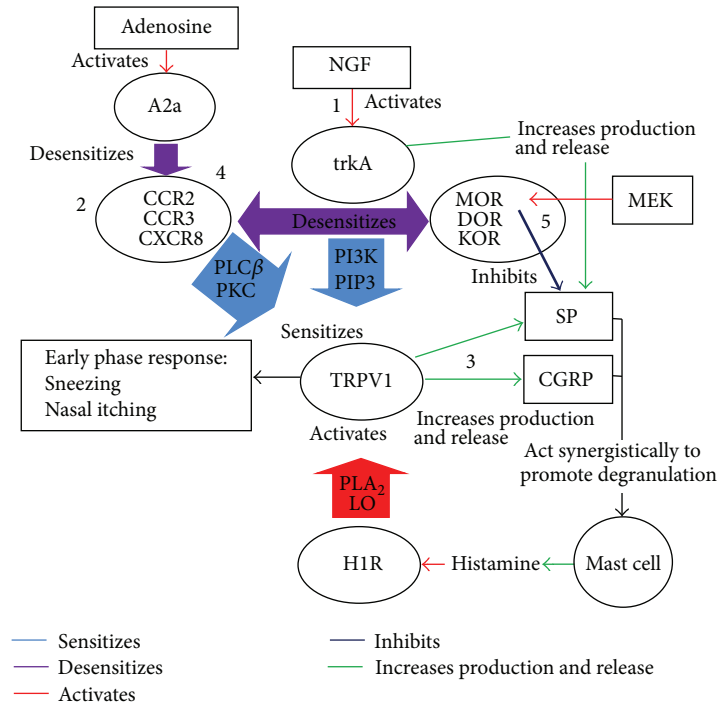 Adenosine
Activates
A2a
Desensitizes
NGF
1
Activates
trkA
Increases production
and release
2
4
CCR2
CCR3
CXCR8
Desensitizes
MOR
DOR
KOR
5
MEK
Inhibits
PLCβ
PKC
PI3K
PIP3
Sensitizes
SP
Early phase response:
Sneezing
Nasal itching
TRPV1
3
CGRP
Activates
Increases production
and release
Act synergistically to
promote degranulation
PLA₂
LO
H1R
Histamine
Mast cell
Sensitizes
Desensitizes
Activates
Inhibits
Increases production and release